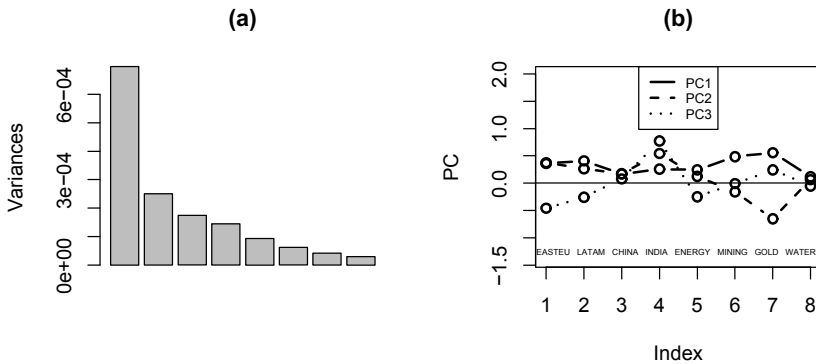 (a)
Variances
6e−04
3e−04
0e+00
(b)
PC
2.0
1.0
0.0
−1.5
PC1
PC2
PC3
EASTEU LATAM CHINA INDIA ENERGY MINING GOLD WATER
1 2 3 4 5 6 7 8
Index